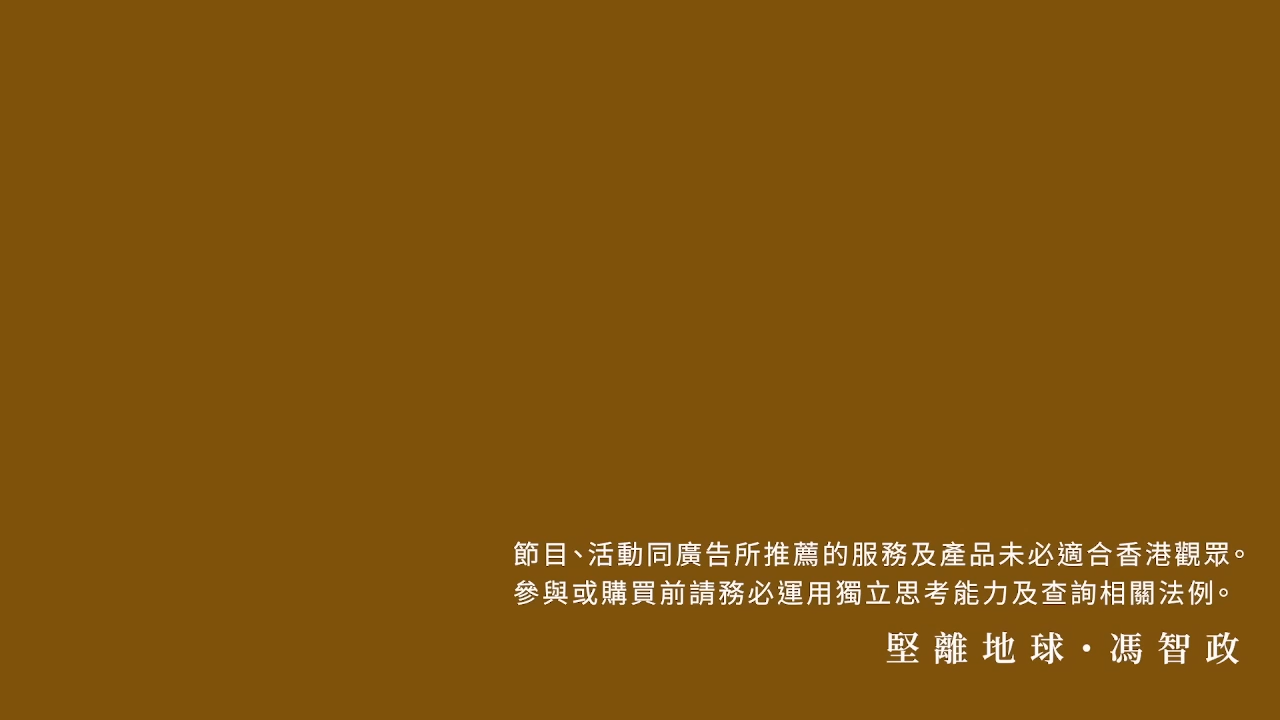 節目、活動同廣告所推薦的服務及產品未必適合香港觀眾。
參與或購買前請務必運用獨立思考能力及查詢相關法例。
堅離地球・馮智政